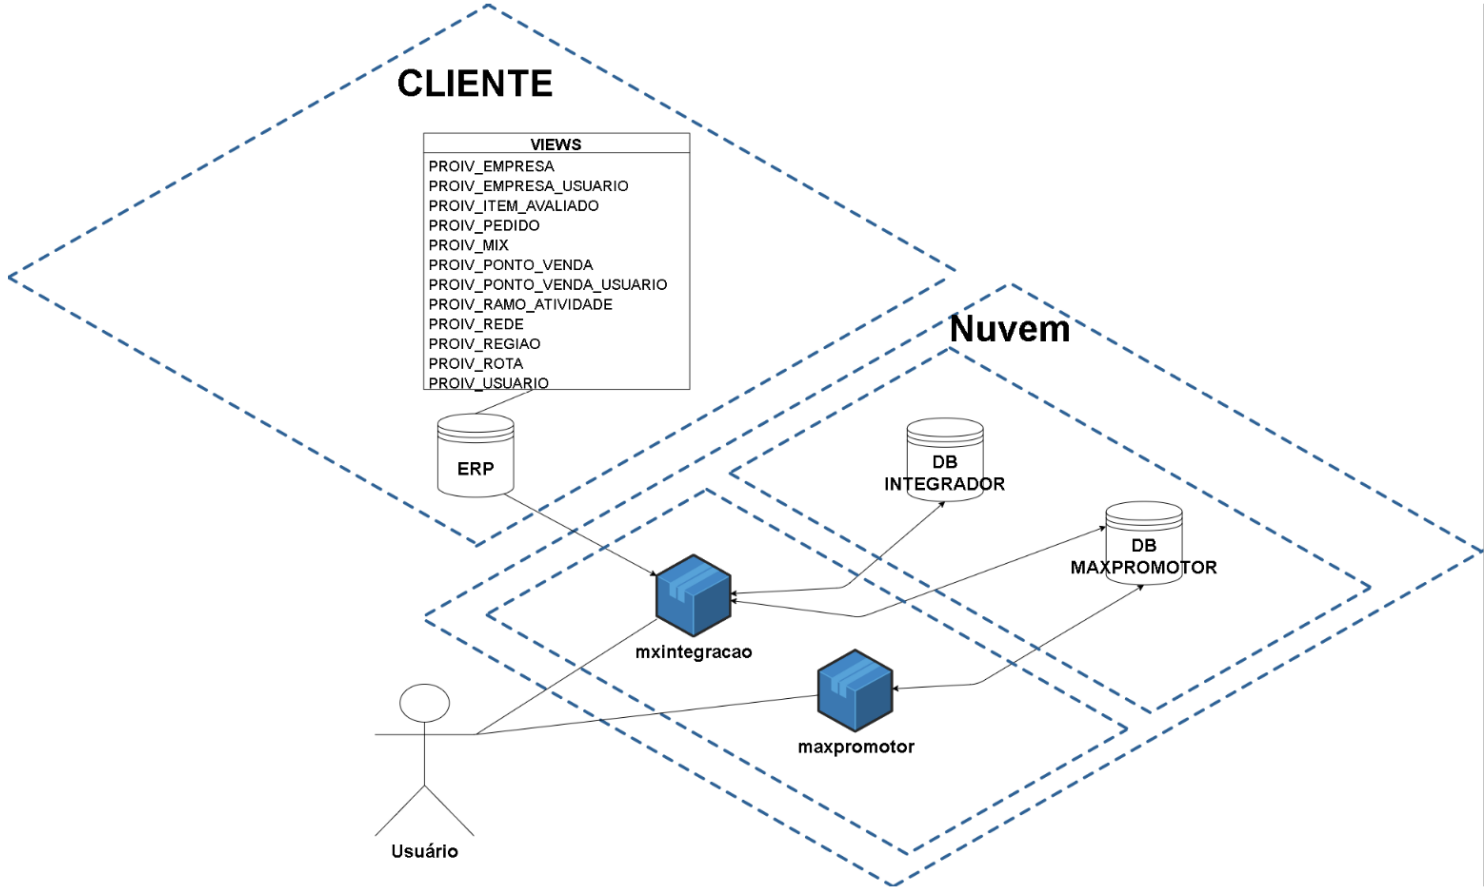 CLIENTE
VIEWS
PROIV_EMPRESA
PROIV_EMPRESA_USUARIO
PROIV_ITEM_AVALIADO
PROIV_PEDIDO
PROIV_MIX
PROIV_PONTO_VENDA
PROIV_PONTO_VENDA_USUARIO
PROIV_RAMO_ATIVIDADE
PROIV_REDE
PROIV_REGIAO
PROIV_ROTA
PROIV_USUARIO
ERP
Nuvem
DB
INTEGRADOR
DB
MAXPROMOTOR
mxintegracao
maxpromotor
Usuário